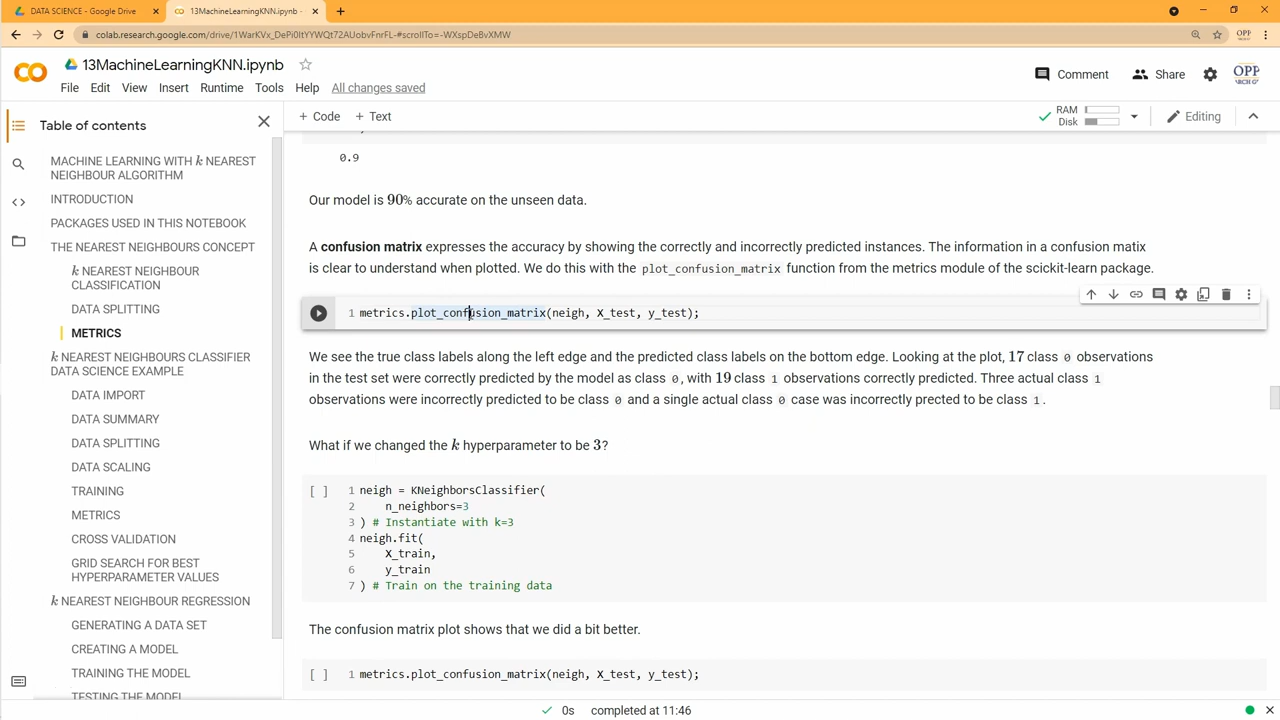 DATA SCIENCE - Google Drive
13MachineLearningKNN.ipynb -
colab.research.google.com/drive/1WarKVx_DePi0ItYYWQt72AUobvFnrFL-#scrollTo=-WXspDeBvXMW
OPP
13MachineLearningKNN.ipynb
File Edit View Insert Runtime Tools Help All changes saved
Comment Share
OPP
Table of contents
MACHINE LEARNING WITH k NEAREST
NEIGHBOUR ALGORITHM
INTRODUCTION
PACKAGES USED IN THIS NOTEBOOK
THE NEAREST NEIGHBOURS CONCEPT
k NEAREST NEIGHBOUR
CLASSIFICATION
DATA SPLITTING
METRICS
k NEAREST NEIGHBOURS CLASSIFIER
DATA SCIENCE EXAMPLE
DATA IMPORT
DATA SUMMARY
DATA SPLITTING
DATA SCALING
TRAINING
METRICS
CROSS VALIDATION
GRID SEARCH FOR BEST
HYPERPARAMETER VALUES
k NEAREST NEIGHBOUR REGRESSION
GENERATING A DATA SET
CREATING A MODEL
TRAINING THE MODEL
TESTING THE MODEL
+ Code + Text
RAM
Disk
Editing
0.9
Our model is 90% accurate on the unseen data.
A confusion matrix expresses the accuracy by showing the correctly and incorrectly predicted instances. The information in a confusion matix
is clear to understand when plotted. We do this with the plot_confusion_matrix function from the metrics module of the scickit-learn package.
1 metrics.plot_confusion_matrix(neigh, X_test, y_test);
We see the true class labels along the left edge and the predicted class labels on the bottom edge. Looking at the plot, 17 class 0 observations
in the test set were correctly predicted by the model as class 0, with 19 class 1 observations correctly predicted. Three actual class 1
observations were incorrectly predicted to be class 0 and a single actual class 0 case was incorrectly prected to be class 1.
What if we changed the k hyperparameter to be 3?
[ ] 1 neigh = KNeighborsClassifier(
2 n_neighbors=3
3 ) # Instantiate with k=3
4 neigh.fit(
5 X_train,
6 y_train
7 ) # Train on the training data
The confusion matrix plot shows that we did a bit better.
[ ] 1 metrics.plot_confusion_matrix(neigh, X_test, y_test);
0s completed at 11:46